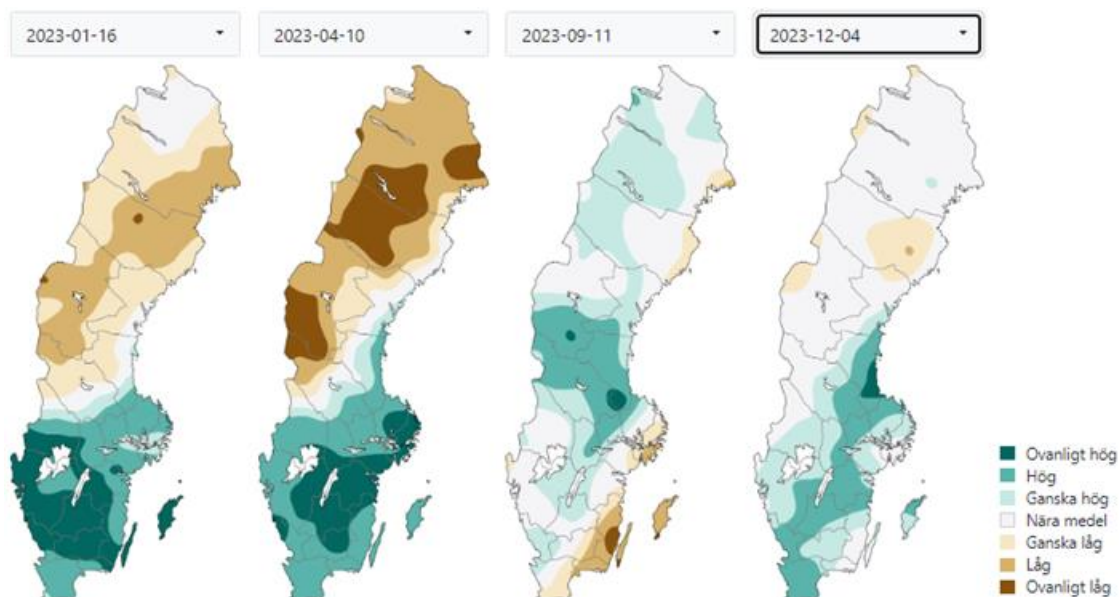 2023-01-16
2023-04-10
2023-09-11
2023-12-04
Ovanligt hög
Hög
Ganska hög
Nära medel
Ganska låg
Låg
Ovanligt låg